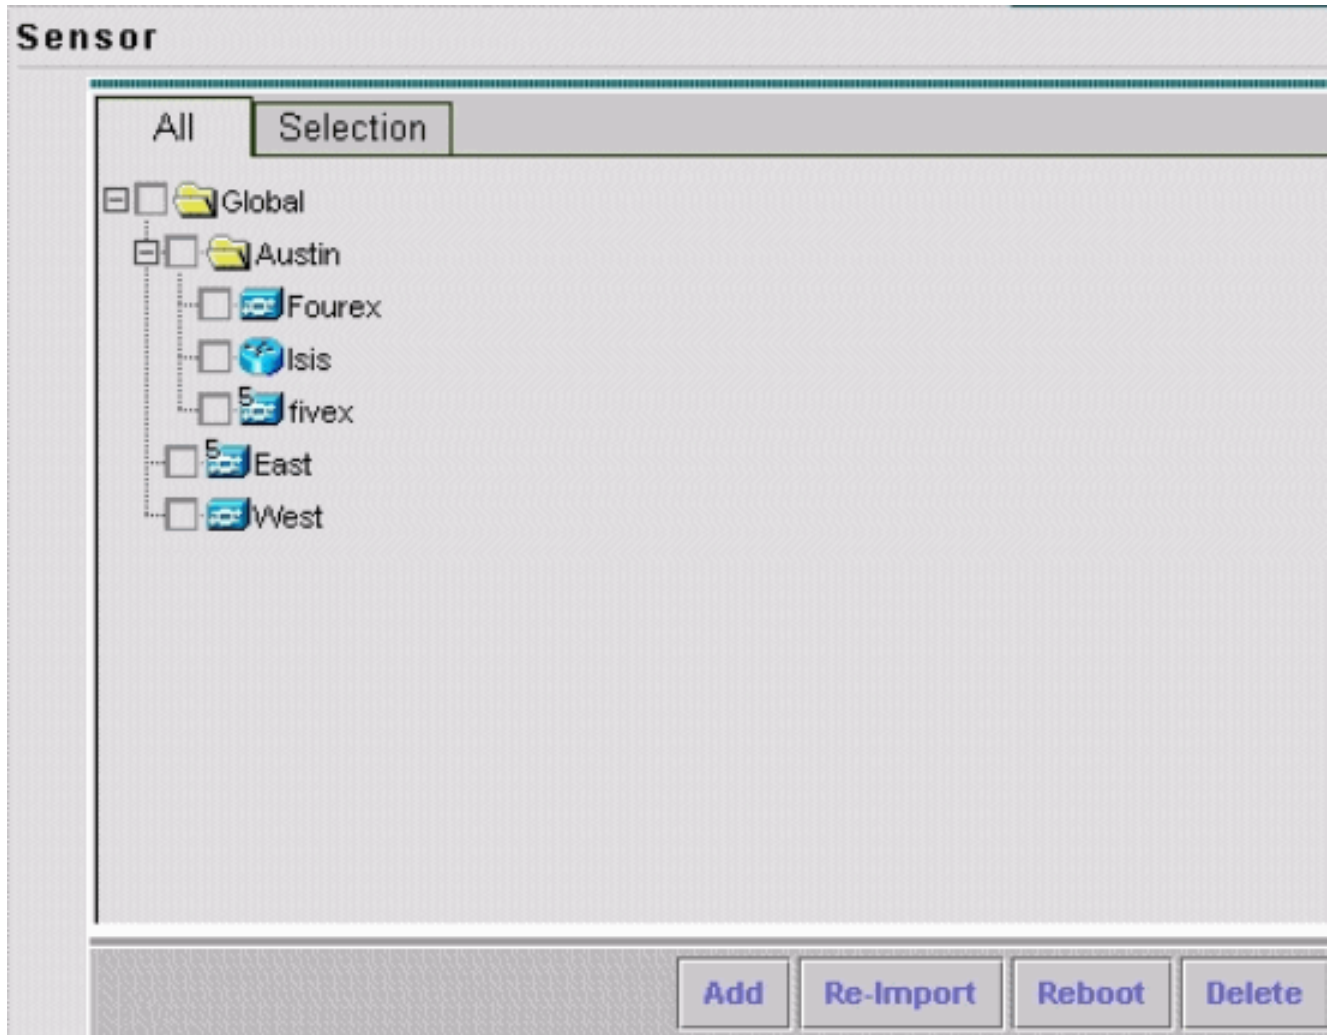 Sensor
All Selection
Global
Austin
Fourex
Isis
5 fivex
5 East
West
Add Re-Import Reboot Delete